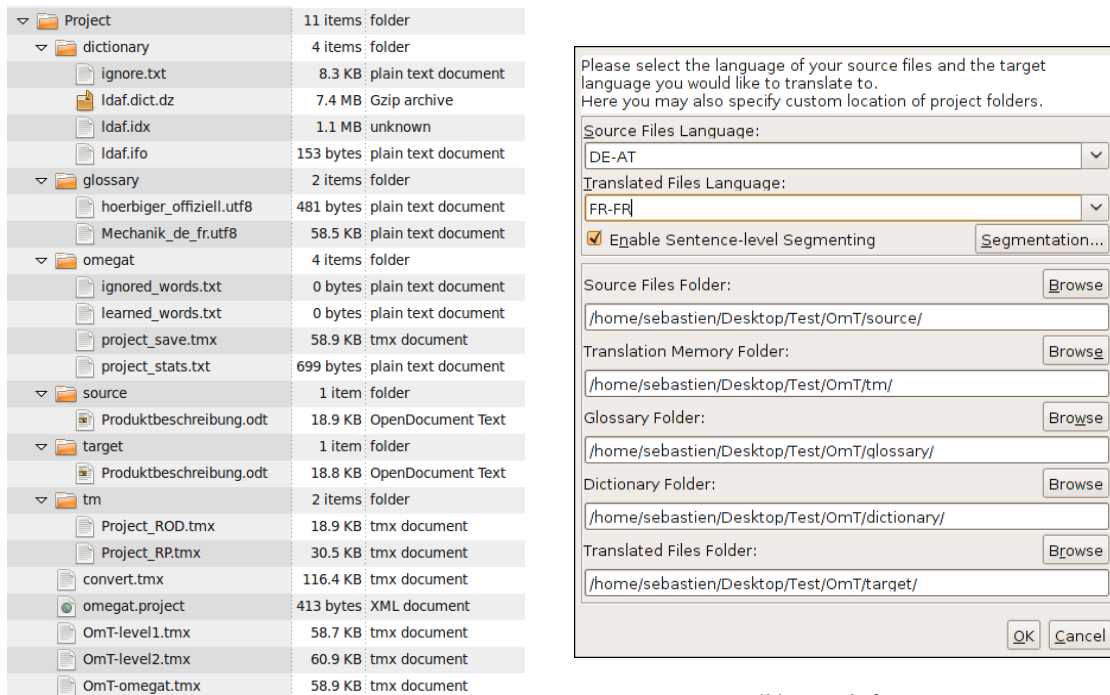 Project 11 items folder
dictionary 4 items folder
ignore.txt 8.3 KB plain text document
ldaf.dict.dz 7.4 MB Gzip archive
ldaf.idx 1.1 MB unknown
ldaf.ifo 153 bytes plain text document
glossary 2 items folder
hoerbiger_offiziell.utf8 481 bytes plain text document
Mechanik_de_fr.utf8 58.5 KB plain text document
omegat 4 items folder
ignored_words.txt 0 bytes plain text document
learned_words.txt 0 bytes plain text document
project_save.tmx 58.9 KB tmx document
project_stats.txt 699 bytes plain text document
source 1 item folder
Produktbeschreibung.odt 18.9 KB OpenDocument Text
target 1 item folder
Produktbeschreibung.odt 18.8 KB OpenDocument Text
tm 2 items folder
Project_ROD.tmx 18.9 KB tmx document
Project_RP.tmx 30.5 KB tmx document
convert.tmx 116.4 KB tmx document
omegat.project 413 bytes XML document
OmT-level1.tmx 58.7 KB tmx document
OmT-level2.tmx 60.9 KB tmx document
OmT-omegat.tmx 58.9 KB tmx document
Please select the language of your source files and the target
language you would like to translate to.
Here you may also specify custom location of project folders.
Source Files Language:
DE-AT
Translated Files Language:
FR-FR
Enable Sentence-level Segmenting Segmentation...
Source Files Folder: Browse
/home/sebastien/Desktop/Test/OmT/source/
Translation Memory Folder: Browse
/home/sebastien/Desktop/Test/OmT/tm/
Glossary Folder: Browse
/home/sebastien/Desktop/Test/OmT/glossary/
Dictionary Folder: Browse
/home/sebastien/Desktop/Test/OmT/dictionary/
Translated Files Folder: Browse
/home/sebastien/Desktop/Test/OmT/target/
OK Cancel